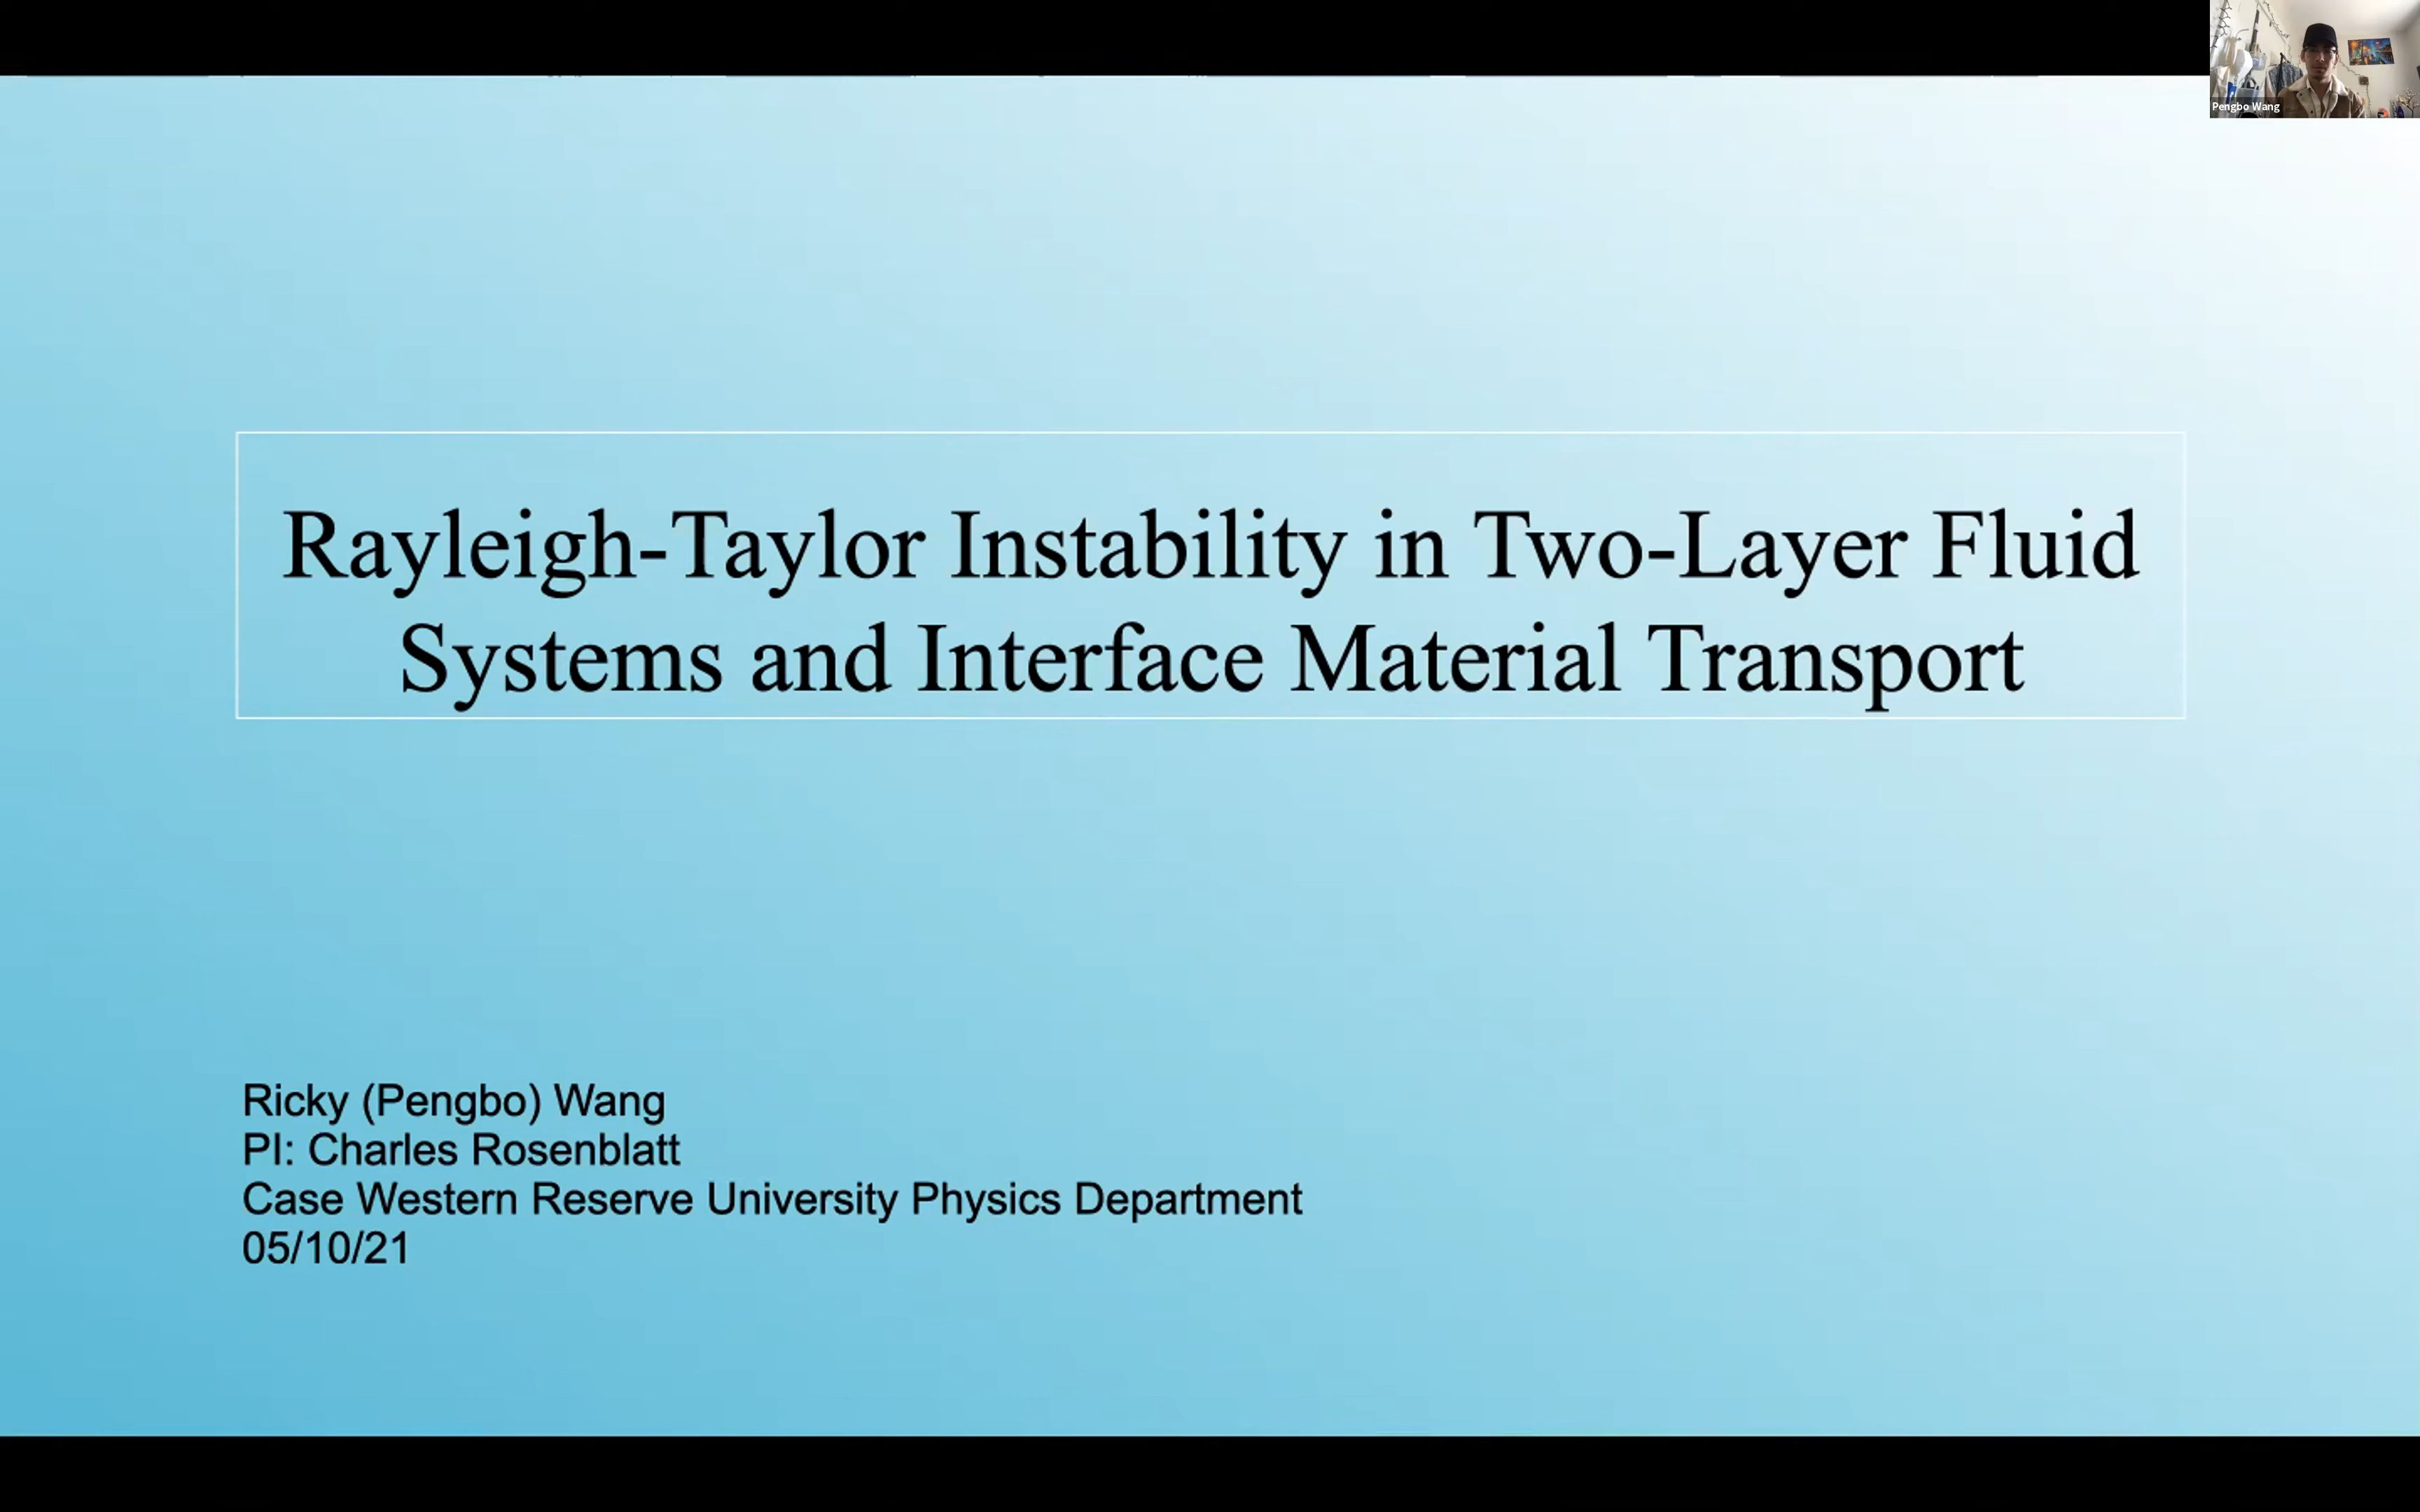 Pengbo Wang
Rayleigh-Taylor Instability in Two-Layer Fluid
Systems and Interface Material Transport
Ricky (Pengbo) Wang
PI: Charles Rosenblatt
Case Western Reserve University Physics Department
05/10/21